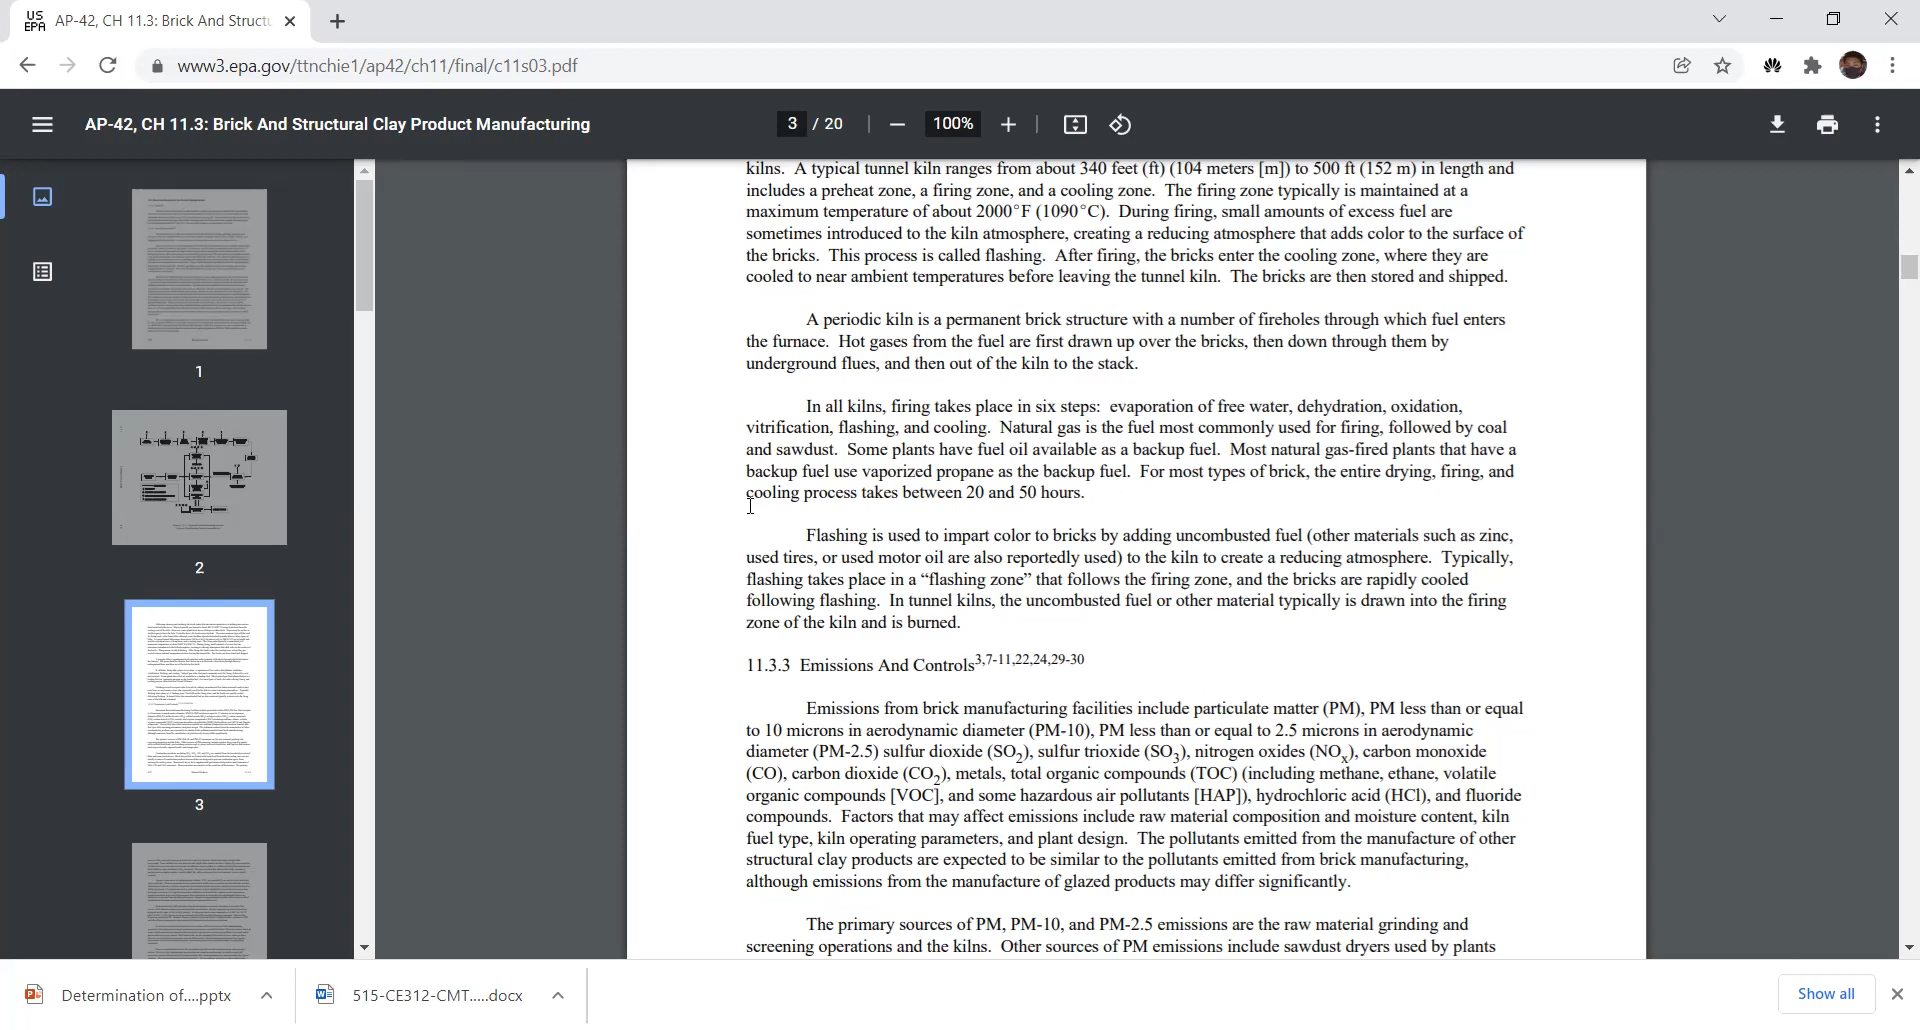 US
EPA
AP-42, CH 11.3: Brick And Structu
www3.epa.gov/ttnchie1/ap42/ch11/final/c11s03.pdf
AP-42, CH 11.3: Brick And Structural Clay Product Manufacturing
3 / 20
100%
1
2
3
kilns. A typical tunnel kiln ranges from about 340 feet (ft) (104 meters [m]) to 500 ft (152 m) in length and
includes a preheat zone, a firing zone, and a cooling zone. The firing zone typically is maintained at a
maximum temperature of about 2000°F (1090°C). During firing, small amounts of excess fuel are
sometimes introduced to the kiln atmosphere, creating a reducing atmosphere that adds color to the surface of
the bricks. This process is called flashing. After firing, the bricks enter the cooling zone, where they are
cooled to near ambient temperatures before leaving the tunnel kiln. The bricks are then stored and shipped.
A periodic kiln is a permanent brick structure with a number of fireholes through which fuel enters
the furnace. Hot gases from the fuel are first drawn up over the bricks, then down through them by
underground flues, and then out of the kiln to the stack.
In all kilns, firing takes place in six steps: evaporation of free water, dehydration, oxidation,
vitrification, flashing, and cooling. Natural gas is the fuel most commonly used for firing, followed by coal
and sawdust. Some plants have fuel oil available as a backup fuel. Most natural gas-fired plants that have a
backup fuel use vaporized propane as the backup fuel. For most types of brick, the entire drying, firing, and
cooling process takes between 20 and 50 hours.
Flashing is used to impart color to bricks by adding uncombusted fuel (other materials such as zinc,
used tires, or used motor oil are also reportedly used) to the kiln to create a reducing atmosphere. Typically,
flashing takes place in a “flashing zone” that follows the firing zone, and the bricks are rapidly cooled
following flashing. In tunnel kilns, the uncombusted fuel or other material typically is drawn into the firing
zone of the kiln and is burned.
11.3.3 Emissions And Controls3,7-11,22,24,29-30
Emissions from brick manufacturing facilities include particulate matter (PM), PM less than or equal
to 10 microns in aerodynamic diameter (PM-10), PM less than or equal to 2.5 microns in aerodynamic
diameter (PM-2.5) sulfur dioxide (SO2), sulfur trioxide (SO3), nitrogen oxides (NOx), carbon monoxide
(CO), carbon dioxide (CO2), metals, total organic compounds (TOC) (including methane, ethane, volatile
organic compounds [VOC], and some hazardous air pollutants [HAP]), hydrochloric acid (HCl), and fluoride
compounds. Factors that may affect emissions include raw material composition and moisture content, kiln
fuel type, kiln operating parameters, and plant design. The pollutants emitted from the manufacture of other
structural clay products are expected to be similar to the pollutants emitted from brick manufacturing,
although emissions from the manufacture of glazed products may differ significantly.
The primary sources of PM, PM-10, and PM-2.5 emissions are the raw material grinding and
screening operations and the kilns. Other sources of PM emissions include sawdust dryers used by plants
Determination of....pptx
515-CE312-CMT.....docx
Show all